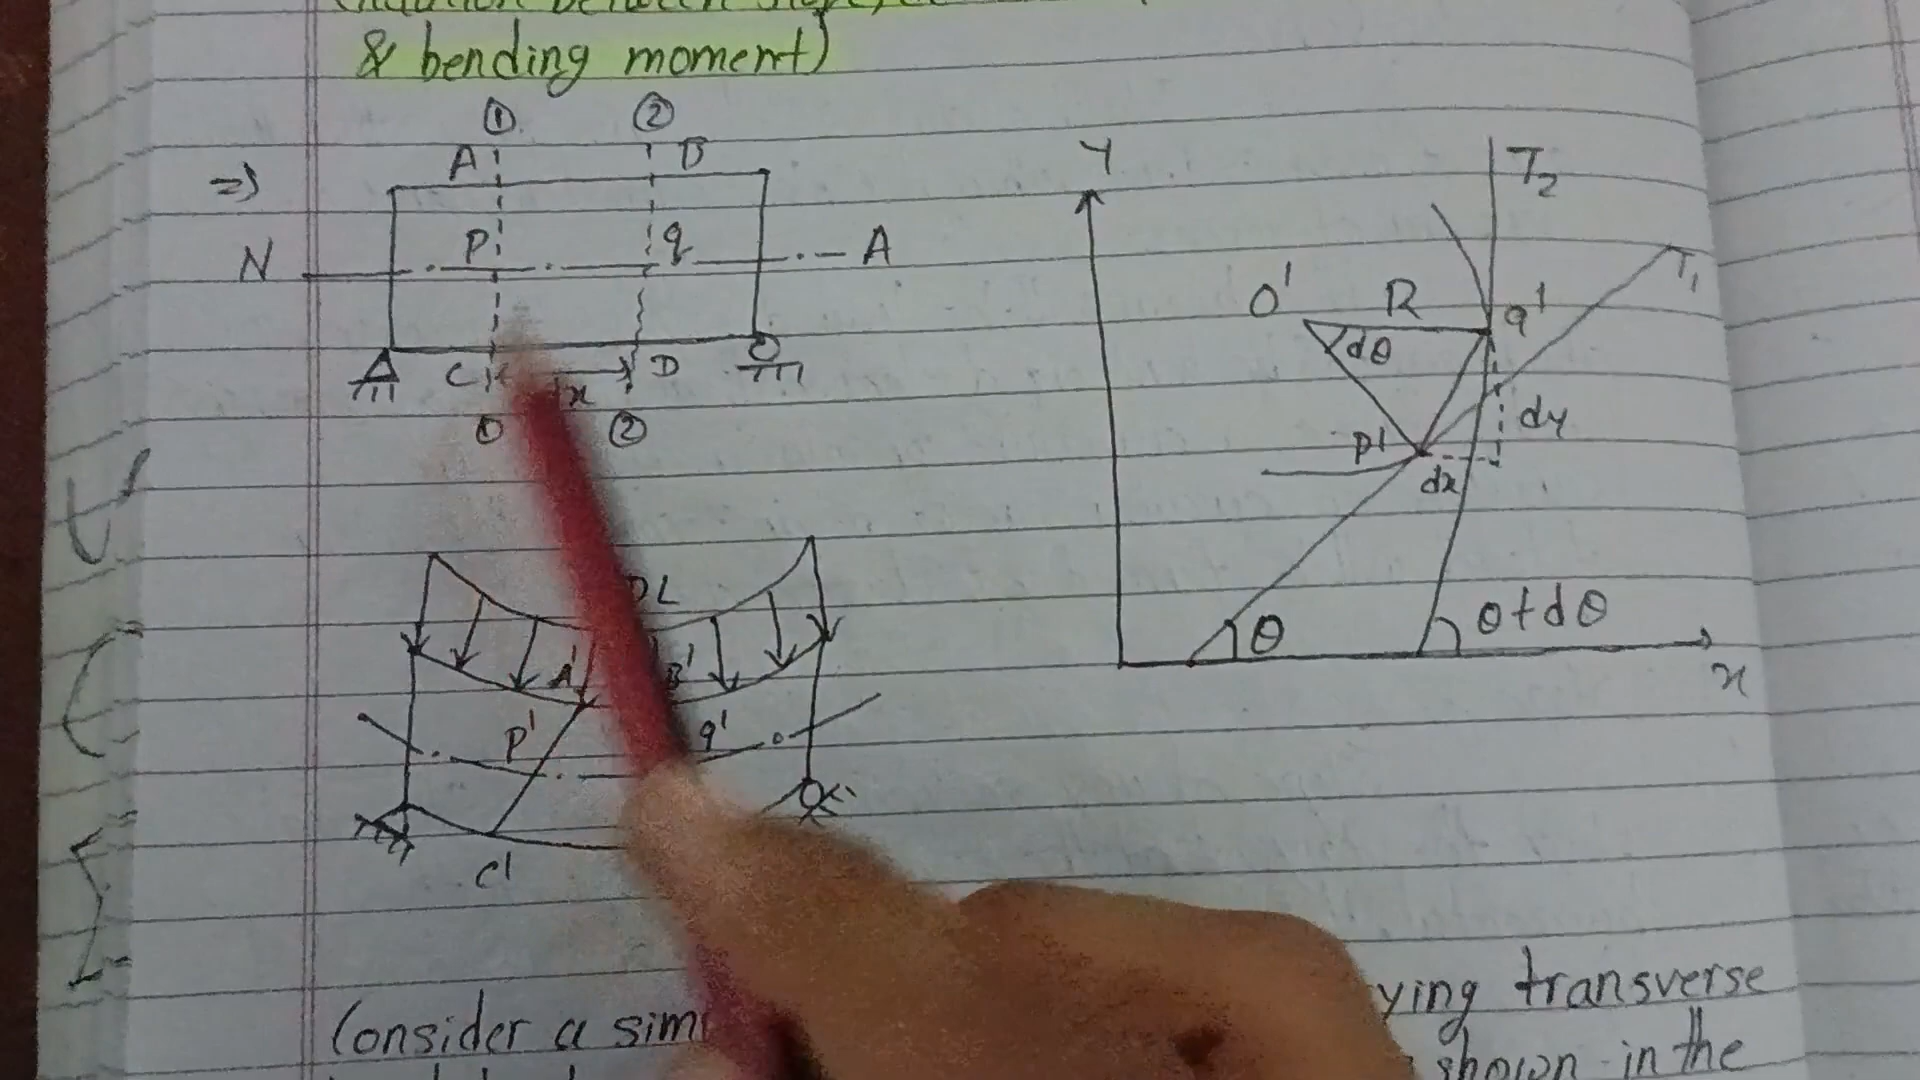 & bending moment)
① ②
A B
=)
P q
N A
C dx D
① ②
Y
T2
T1
O' R q'
dθ
P' dy
dx
θ θ+dθ
x
A' B'
P' q'
C'
Consider a sim ying transverse
shown in the